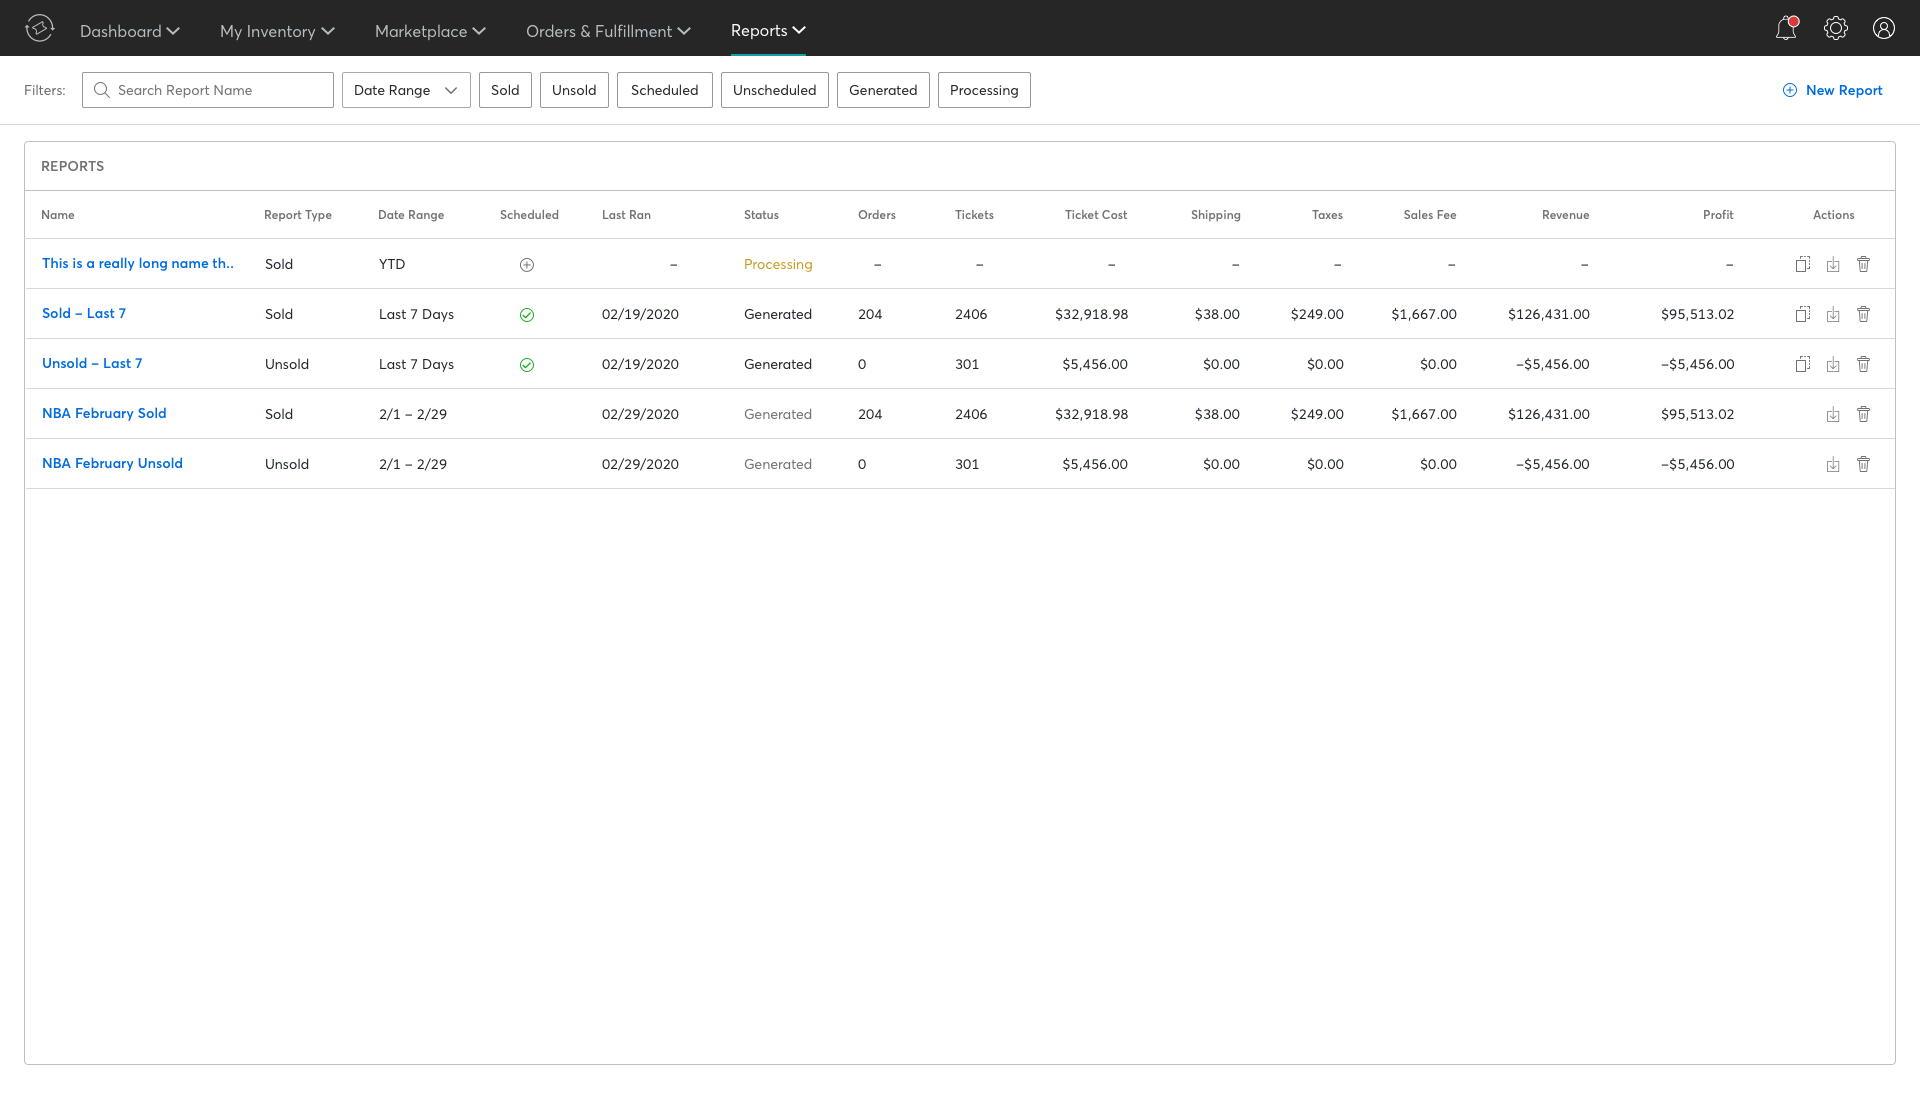 Dashboard My Inventory Marketplace Orders & Fulfillment Reports
Filters: Search Report Name Date Range Sold Unsold Scheduled Unscheduled Generated Processing New Report
REPORTS
Name Report Type Date Range Scheduled Last Ran Status Orders Tickets Ticket Cost Shipping Taxes Sales Fee Revenue Profit Actions
This is a really long name th.. Sold YTD – Processing – – – – – – – –
Sold – Last 7 Sold Last 7 Days 02/19/2020 Generated 204 2406 $32,918.98 $38.00 $249.00 $1,667.00 $126,431.00 $95,513.02
Unsold – Last 7 Unsold Last 7 Days 02/19/2020 Generated 0 301 $5,456.00 $0.00 $0.00 $0.00 –$5,456.00 –$5,456.00
NBA February Sold Sold 2/1 – 2/29 02/29/2020 Generated 204 2406 $32,918.98 $38.00 $249.00 $1,667.00 $126,431.00 $95,513.02
NBA February Unsold Unsold 2/1 – 2/29 02/29/2020 Generated 0 301 $5,456.00 $0.00 $0.00 $0.00 –$5,456.00 –$5,456.00